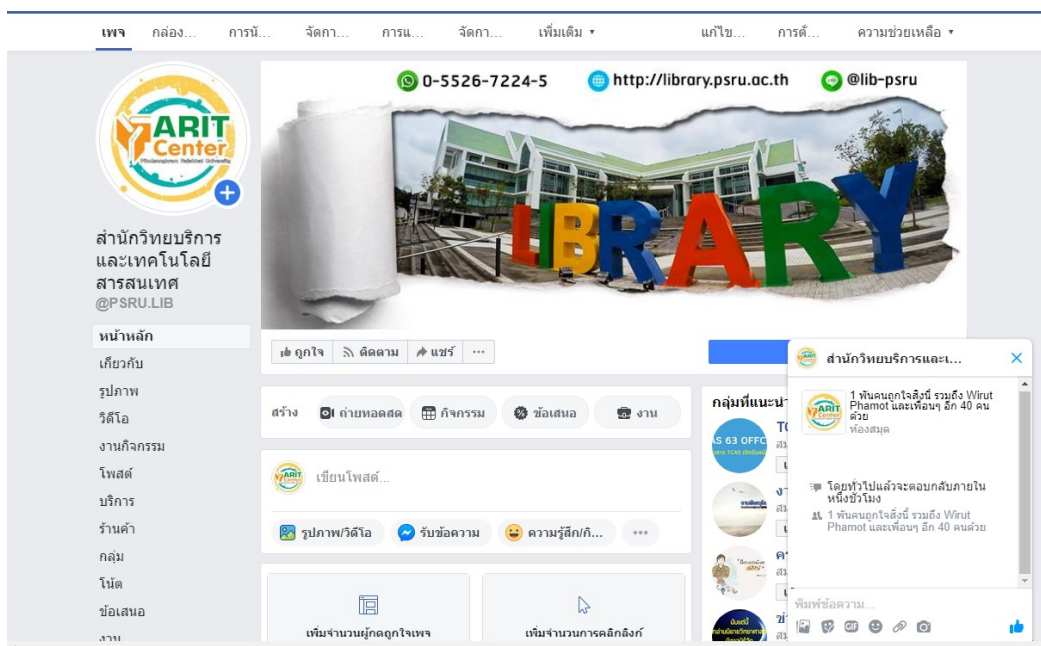 เพจ กล่อง... การนั... จัดกา... การแ... จัดกา... เพิ่มเติม แก้ไข... การตั้... ความช่วยเหลือ
0-5526-7224-5 http://library.psru.ac.th @lib-psru
ARIT
Center
LIBRARY
สำนักวิทยบริการ
และเทคโนโลยี
สารสนเทศ
@PSRU.LIB
หน้าหลัก
เกี่ยวกับ
รูปภาพ
วิดีโอ
งานกิจกรรม
โพสต์
บริการ
ร้านค้า
กลุ่ม
โน้ต
ข้อเสนอ
งาน
ถูกใจ ติดตาม แชร์ ...
สร้าง ถ่ายทอดสด กิจกรรม ข้อเสนอ งาน
เขียนโพสต์...
รูปภาพ/วิดีโอ รับข้อความ ความรู้สึก/กิ... ...
เพิ่มจำนวนผู้กดถูกใจเพจ เพิ่มจำนวนการคลิกลิงก์
กลุ่มที่แนะนำ
AS 63 OFFC
สำนักวิทยบริการและเ...
1 พันคนถูกใจสิ่งนี้ รวมถึง Wirut
Phamot และเพื่อนๆ อีก 40 คน
ด้วย
ห้องสมุด
โดยทั่วไปแล้วจะตอบกลับภายใน
หนึ่งชั่วโมง
1 พันคนถูกใจสิ่งนี้ รวมถึง Wirut
Phamot และเพื่อนๆ อีก 40 คนด้วย
พิมพ์ข้อความ...
GIF